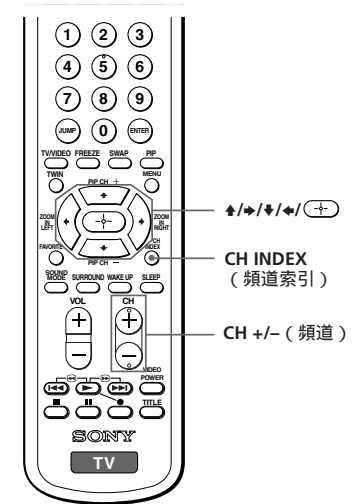 1 2 3
4 5 6
7 8 9
JUMP 0 ENTER
TV/VIDEO FREEZE SWAP PIP
TWIN MENU
PIP CH +
ZOOM IN LEFT ZOOM IN RIGHT
FAVORITE CH INDEX
PIP CH –
SOUND MODE SURROUND WAKE UP SLEEP
VOL CH
+ +
– –
VIDEO
POWER
TITLE
SONY
TV
↑/→/↓/←/
CH INDEX
（頻道索引）
CH +/–（頻道）